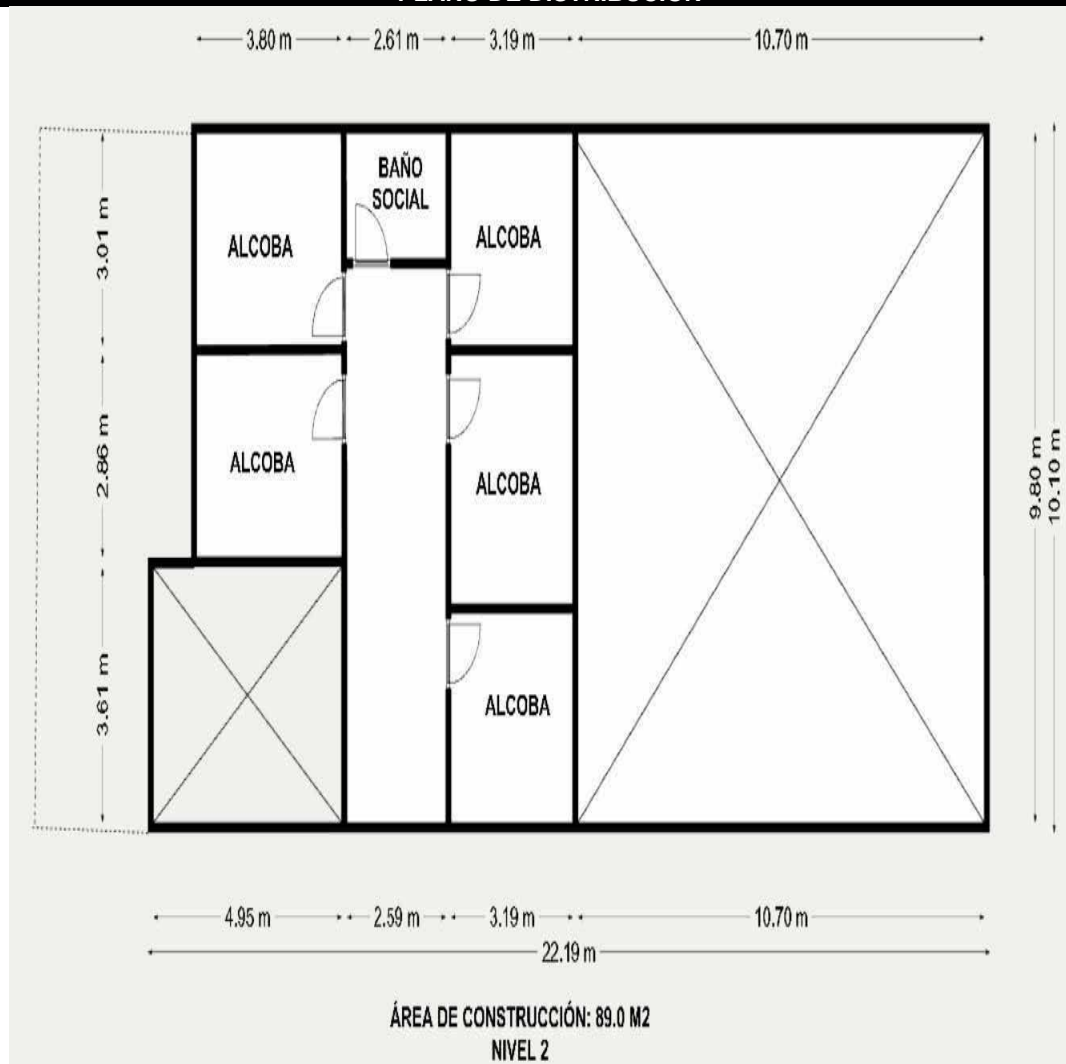 3.80 m 2.61 m 3.19 m 10.70 m
BAÑO
SOCIAL
ALCOBA
ALCOBA
3.01 m
ALCOBA
ALCOBA
2.86 m
9.80 m
10.10 m
ALCOBA
3.61 m
4.95 m 2.59 m 3.19 m 10.70 m
22.19 m
ÁREA DE CONSTRUCCIÓN: 89.0 M2
NIVEL 2